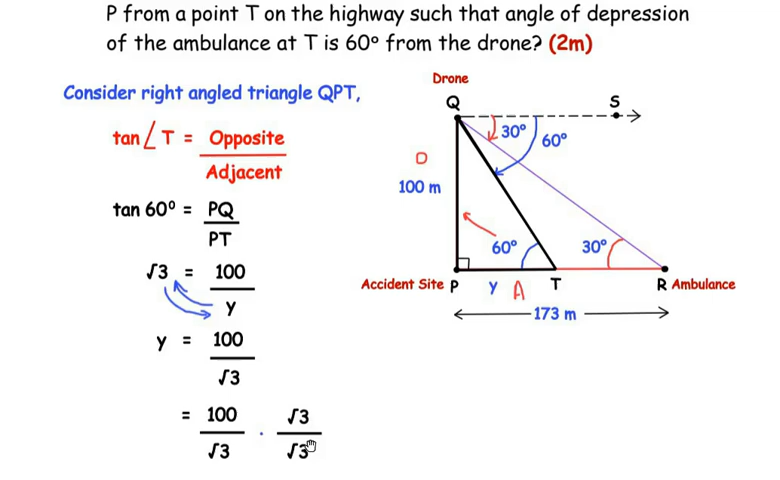 P from a point T on the highway such that angle of depression
of the ambulance at T is 60° from the drone? (2m)
Consider right angled triangle QPT,
tan∠T = Opposite
Adjacent
tan 60° = PQ
PT
√3 = 100
y
y = 100
√3
= 100 . √3
√3 √3
Drone
Q S
30°
60°
O
100 m
60° 30°
Accident Site P Y A T R Ambulance
173 m